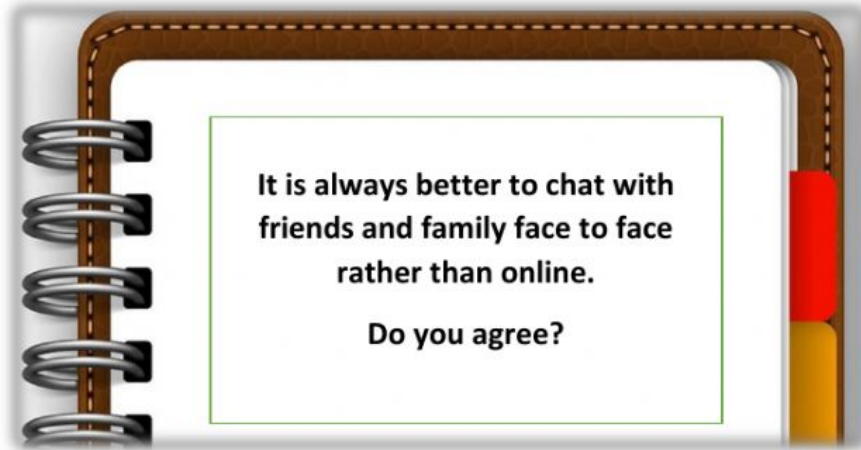 It is always better to chat with
friends and family face to face
rather than online.
Do you agree?